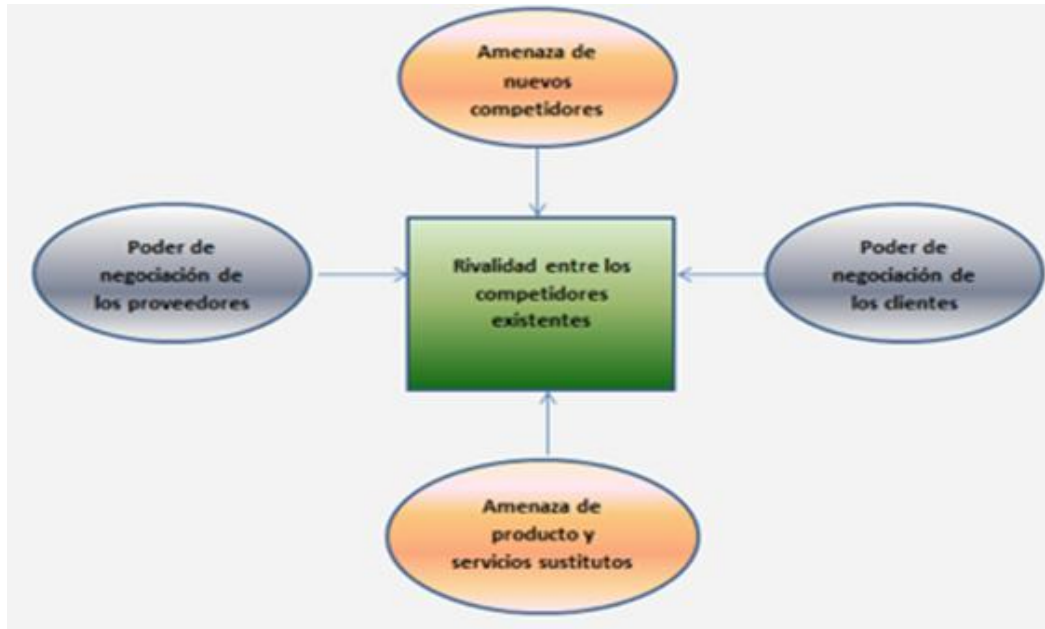 Amenaza de
nuevos
competidores
Poder de
negociación de
los proveedores
Rivalidad entre los
competidores
existentes
Poder de
negociación de
los clientes
Amenaza de
producto y
servicios sustitutos